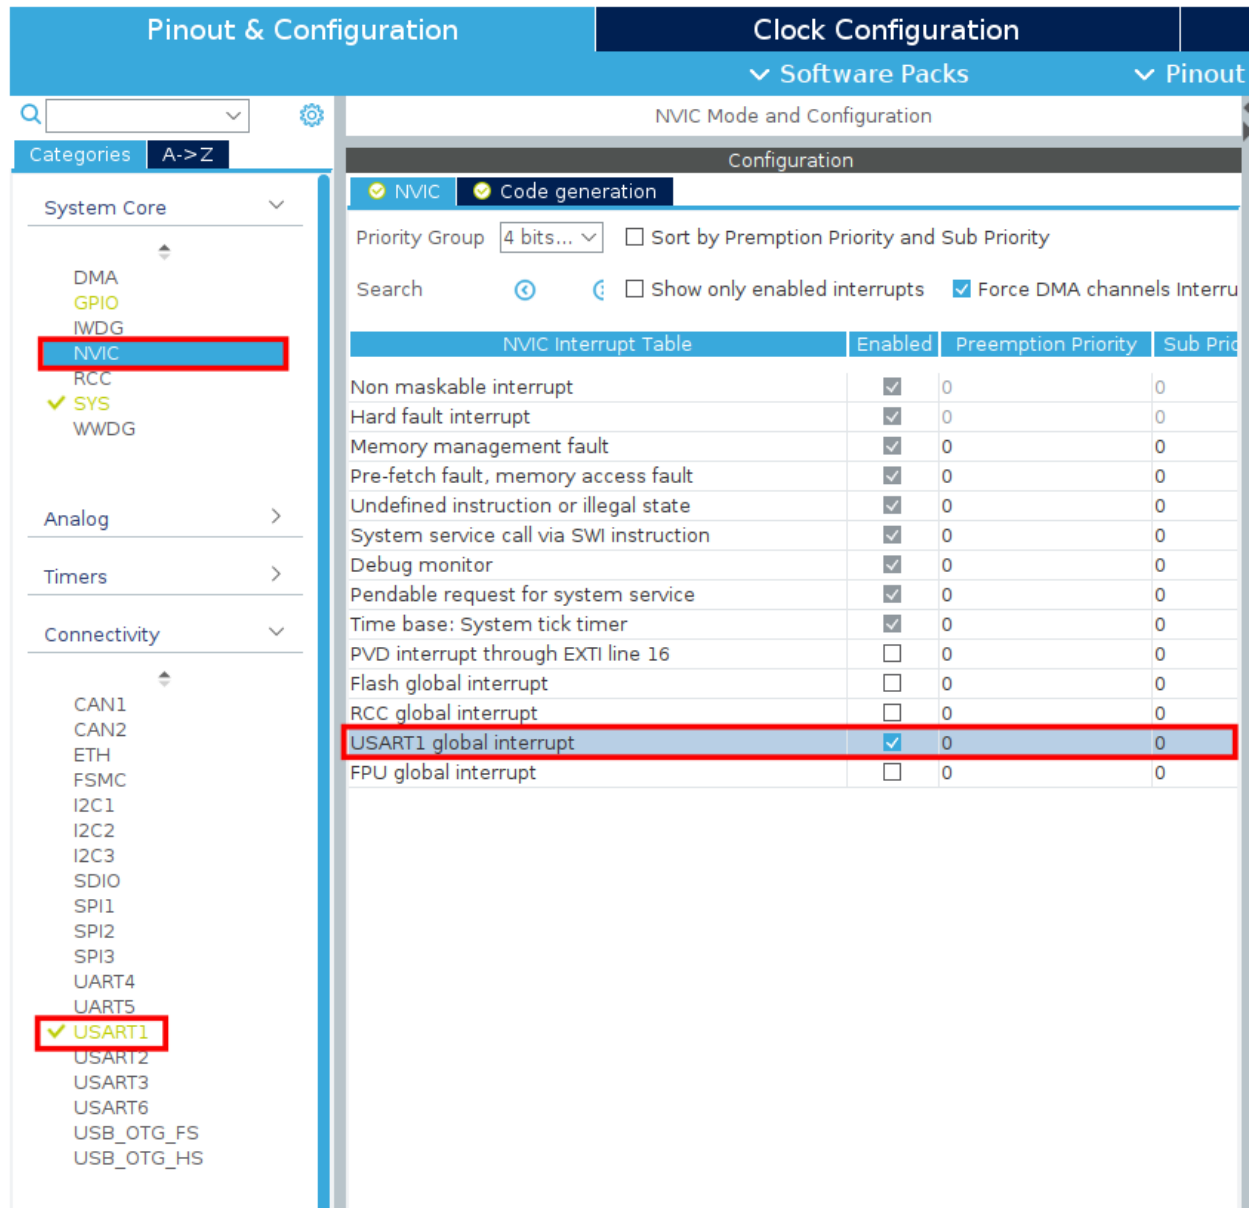 Pinout & Configuration
Clock Configuration
Software Packs
Pinout
NVIC Mode and Configuration
Categories
A->Z
Configuration
NVIC
Code generation
System Core
Priority Group
4 bits...
Sort by Premption Priority and Sub Priority
DMA
GPIO
IWDG
NVIC
RCC
SYS
WWDG
Search
Show only enabled interrupts
Force DMA channels Interru
NVIC Interrupt Table Enabled Preemption Priority Sub Prio
Non maskable interrupt 0 0
Hard fault interrupt 0 0
Memory management fault 0 0
Pre-fetch fault, memory access fault 0 0
Undefined instruction or illegal state 0 0
System service call via SWI instruction 0 0
Debug monitor 0 0
Pendable request for system service 0 0
Time base: System tick timer 0 0
PVD interrupt through EXTI line 16 0 0
Flash global interrupt 0 0
RCC global interrupt 0 0
USART1 global interrupt 0 0
FPU global interrupt 0 0
Analog
Timers
Connectivity
CAN1
CAN2
ETH
FSMC
I2C1
I2C2
I2C3
SDIO
SPI1
SPI2
SPI3
UART4
UART5
USART1
USART2
USART3
USART6
USB_OTG_FS
USB_OTG_HS